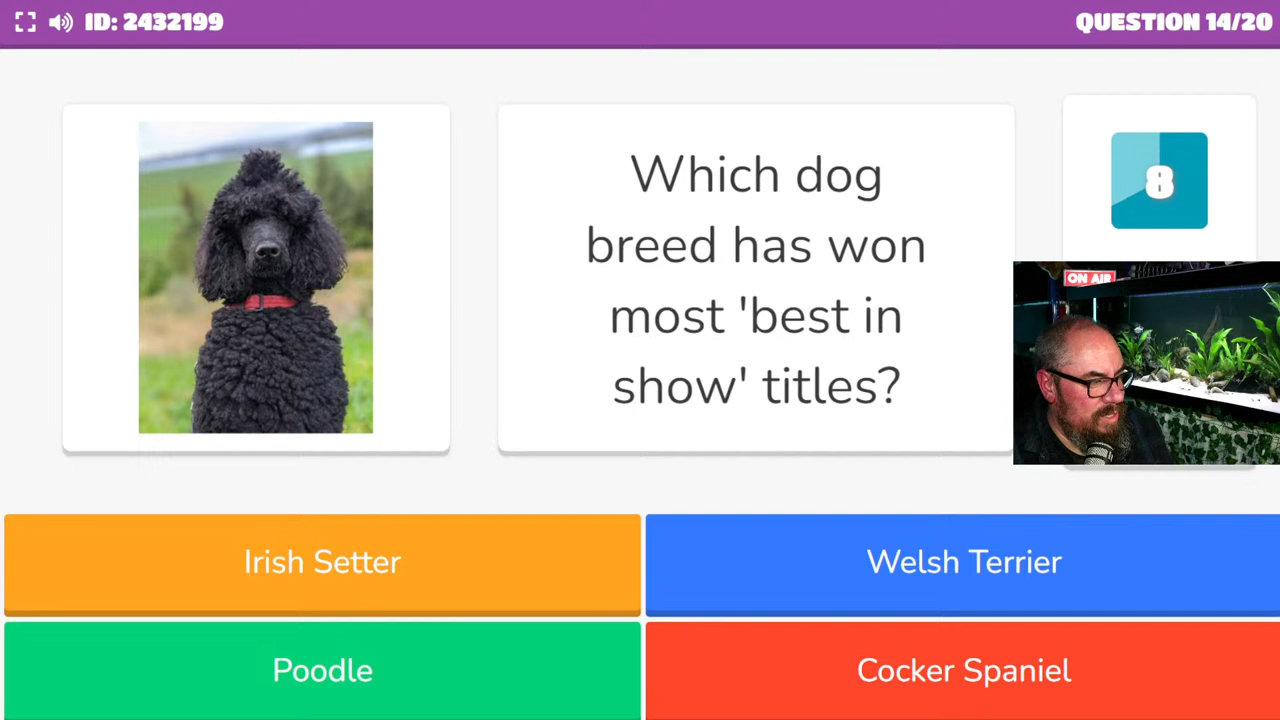 ID: 2432199
QUESTION 14/20
Which dog
breed has won
most 'best in
show' titles?
8
ON AIR
Irish Setter
Welsh Terrier
Poodle
Cocker Spaniel